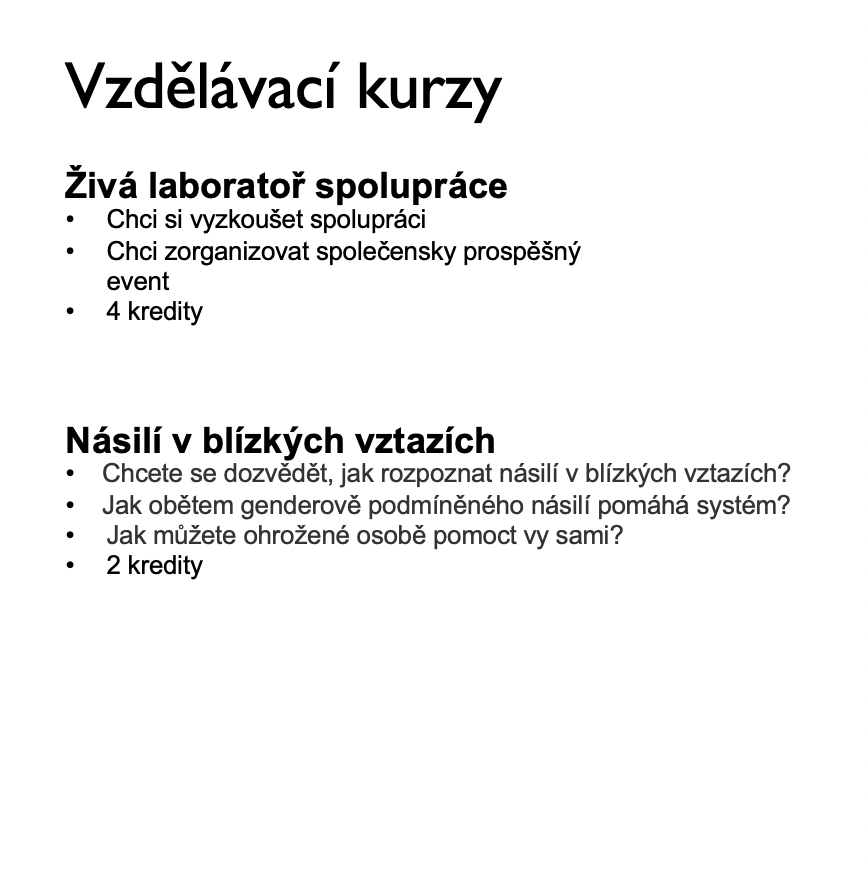 Vzdělávací kurzy
Živá laboratoř spolupráce
• Chci si vyzkoušet spolupráci
• Chci zorganizovat společensky prospěšný
event
• 4 kredity
Násilí v blízkých vztazích
• Chcete se dozvědět, jak rozpoznat násilí v blízkých vztazích?
• Jak obětem genderově podmíněného násilí pomáhá systém?
• Jak můžete ohrožené osobě pomoct vy sami?
• 2 kredity